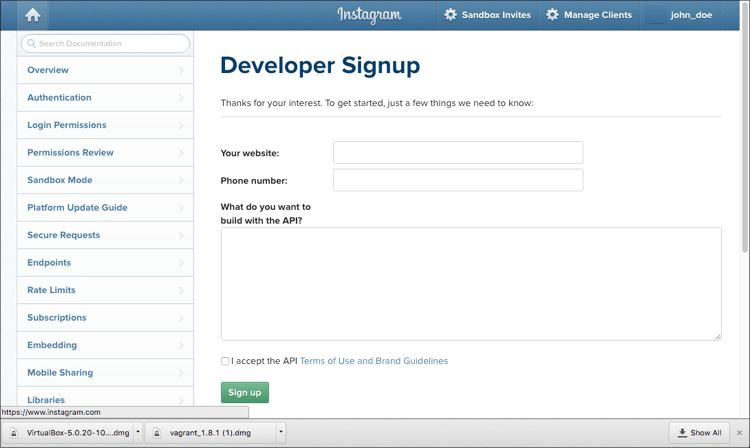 Instagram
Sandbox Invites
Manage Clients
john_doe
Search Documentation
Overview
Authentication
Login Permissions
Permissions Review
Sandbox Mode
Platform Update Guide
Secure Requests
Endpoints
Rate Limits
Subscriptions
Embedding
Mobile Sharing
Libraries
Developer Signup
Thanks for your interest. To get started, just a few things we need to know:
Your website:
Phone number:
What do you want to
build with the API?
I accept the API Terms of Use and Brand Guidelines
Sign up
https://www.instagram.com
VirtualBox-5.0.20-10....dmg
vagrant_1.8.1 (1).dmg
Show All